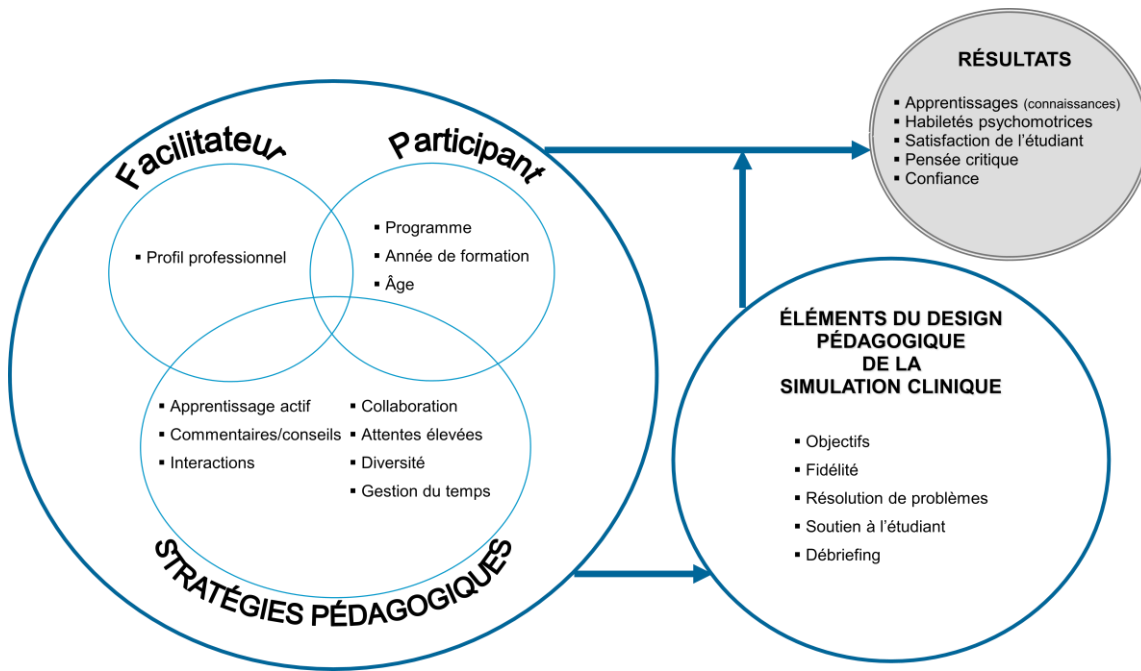 Facilitateur
▪ Profil professionnel
Participant
▪ Programme
▪ Année de formation
▪ Âge
▪ Apprentissage actif
▪ Commentaires/conseils
▪ Interactions
▪ Collaboration
▪ Attentes élevées
▪ Diversité
▪ Gestion du temps
STRATÉGIES PÉDAGOGIQUES
RÉSULTATS
▪ Apprentissages (connaissances)
▪ Habiletés psychomotrices
▪ Satisfaction de l’étudiant
▪ Pensée critique
▪ Confiance
ÉLÉMENTS DU DESIGN
PÉDAGOGIQUE
DE LA
SIMULATION CLINIQUE
▪ Objectifs
▪ Fidélité
▪ Résolution de problèmes
▪ Soutien à l’étudiant
▪ Débriefing